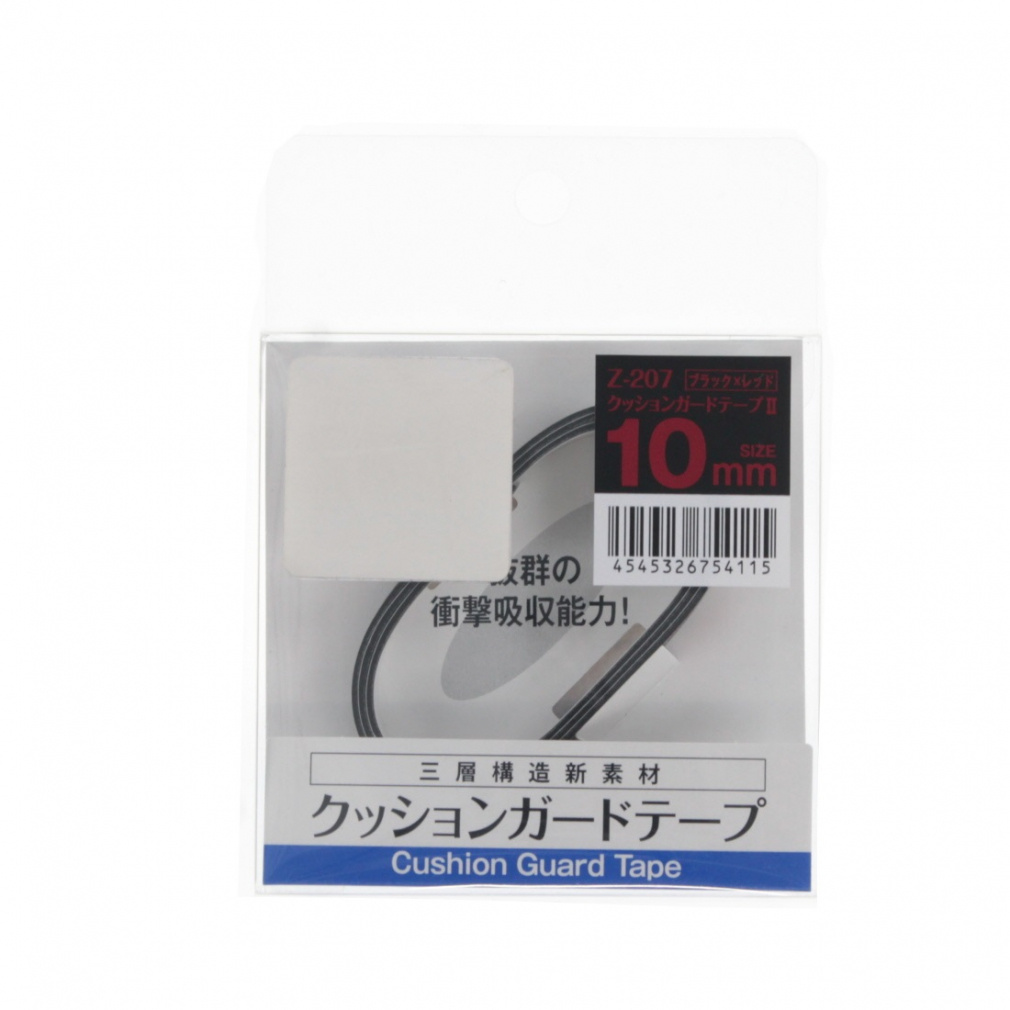 Z-207 ブラック×レッド
クッションガードテープII
SIZE
10mm
4545326754115
抜群の
衝撃吸収能力!
三層構造新素材
クッションガードテープ
Cushion Guard Tape